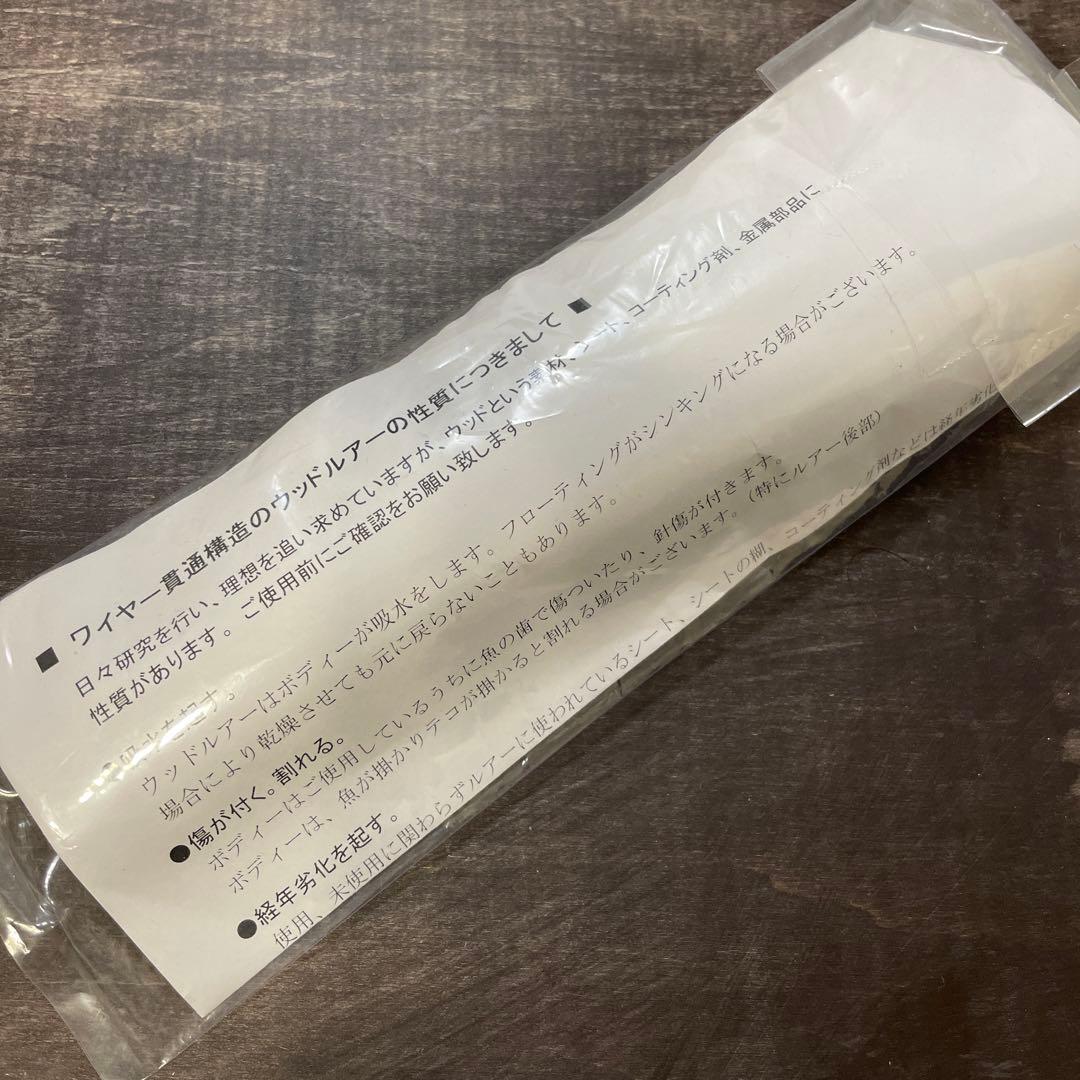 ■ ワイヤー貫通構造のウッドルアーの性質につきまして ■
日々研究を行い、理想を追い求めていますが、ウッドという素材、シート、コーティング剤、金属部品に
性質があります。ご使用前にご確認をお願い致します。
●吸水を起す。
ウッドルアーはボディーが吸水をします。フローティングがシンキングになる場合がございます。
場合により乾燥させても元に戻らないこともあります。
●傷が付く。割れる。
ボディーはご使用しているうちに魚の歯で傷ついたり、針傷が付きます。
ボディーは、魚が掛かりテコが掛かると割れる場合がございます。(特にルアー後部)
●経年劣化を起す。
使用、未使用に関わらずルアーに使われているシート、シートの糊、コーティング剤などは経年劣化